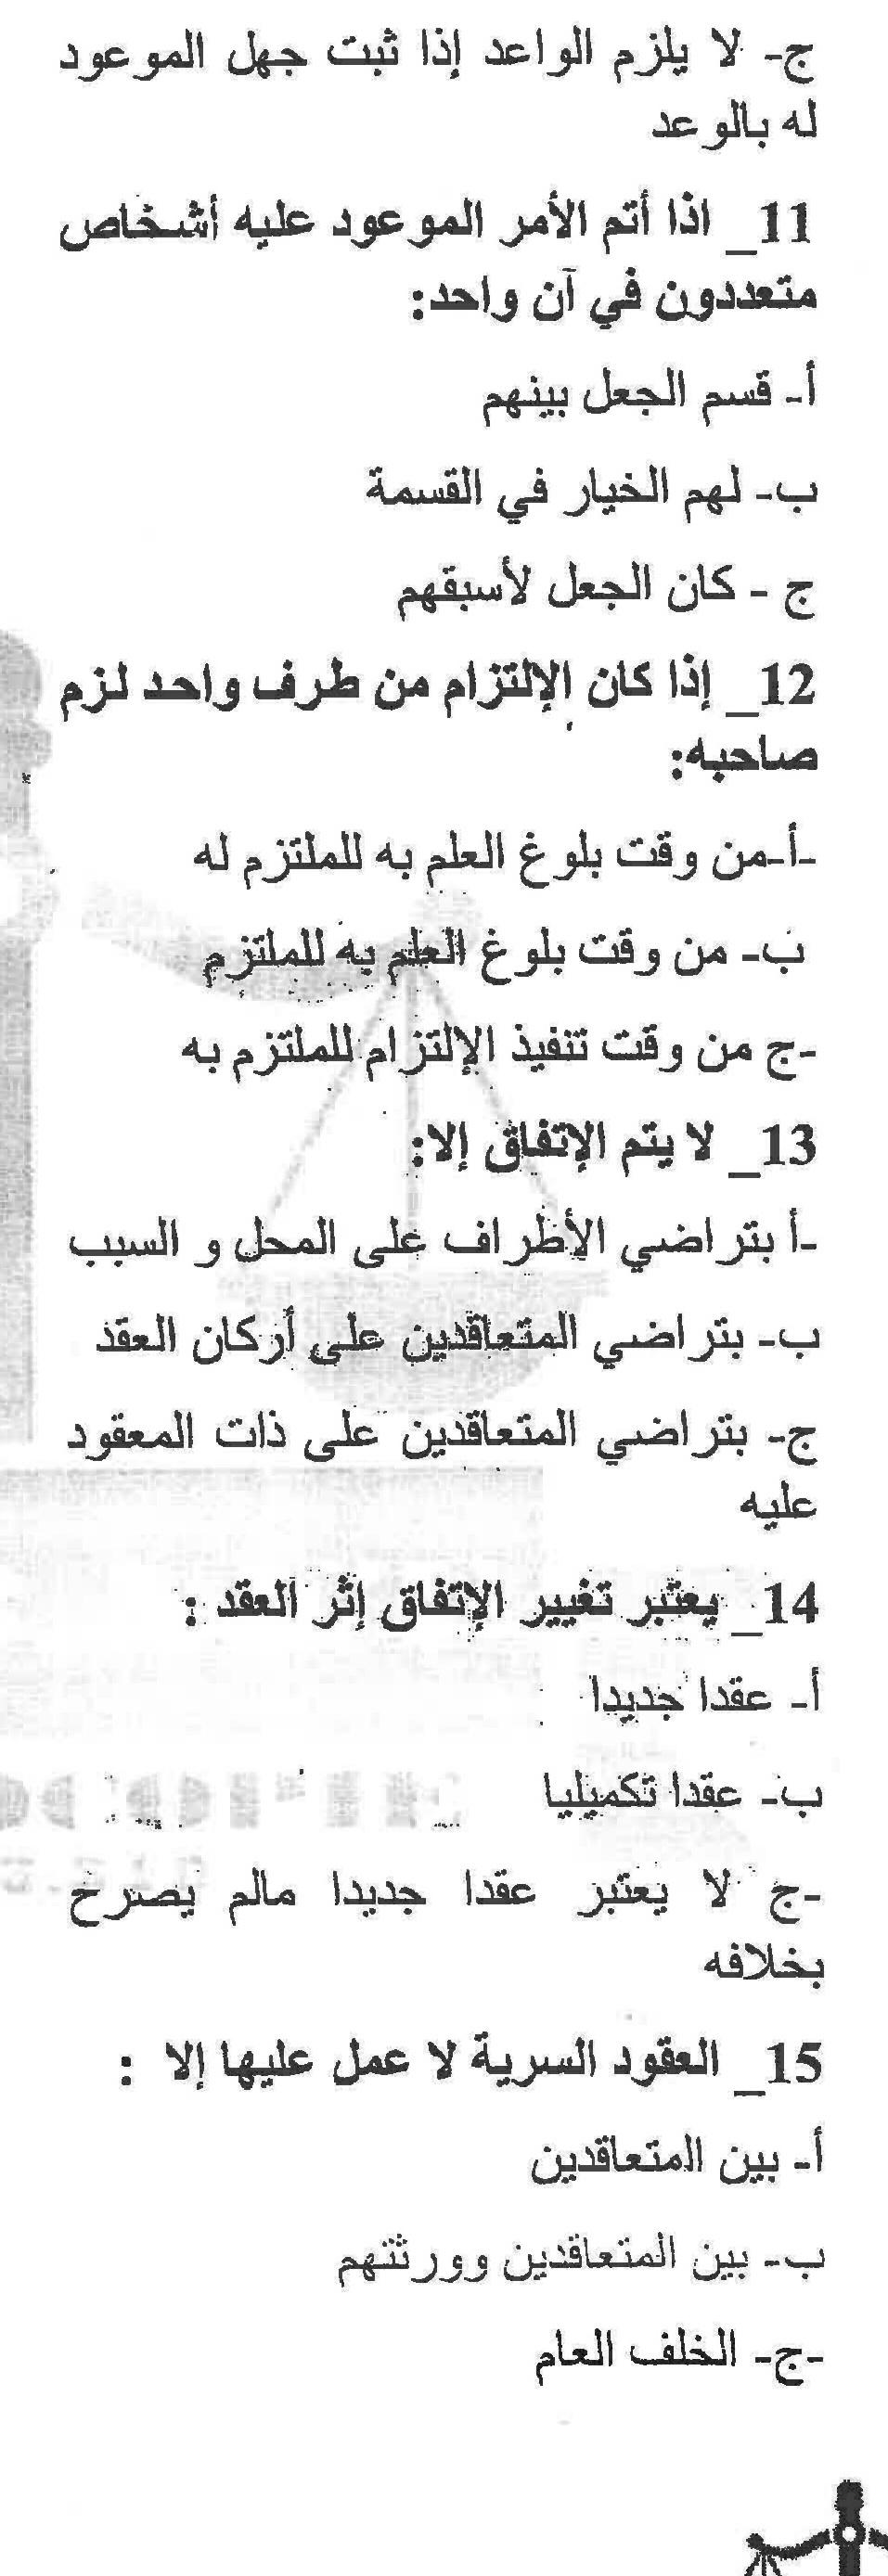 ج- لا يلزم الواعد إذا ثبت جهل الموعود
له بالوعد
11_ اذا أتم الأمر الموعود عليه أشخاص
متعددون في آن واحد:
أ- قسم الجعل بينهم
ب- لهم الخيار في القسمة
ج - كان الجعل لأسبقهم
12_ إذا كان الإلتزام من طرف واحد لزم
صاحبه:
-أ-من وقت بلوغ العلم به للملتزم له
ب- من وقت بلوغ العلم به للملتزم
-ج من وقت تنفيذ الإلتزام للملتزم به
13_ لا يتم الإتفاق إلا:
-أ بتراضي الأطراف على المحل و السبب
ب- بتراضي المتعاقدين على أركان العقد
ج- بتراضي المتعاقدين على ذات المعقود
عليه
14_ يعتبر تغيير الإتفاق إثر العقد :
أ- عقدا جديدا
ب- عقدا تكميليا
-ج لا يعتبر عقدا جديدا مالم يصرح
بخلافه
15_ العقود السرية لا عمل عليها إلا :
أ- بين المتعاقدين
ب- بين المتعاقدين وورثتهم
-ج- الخلف العام